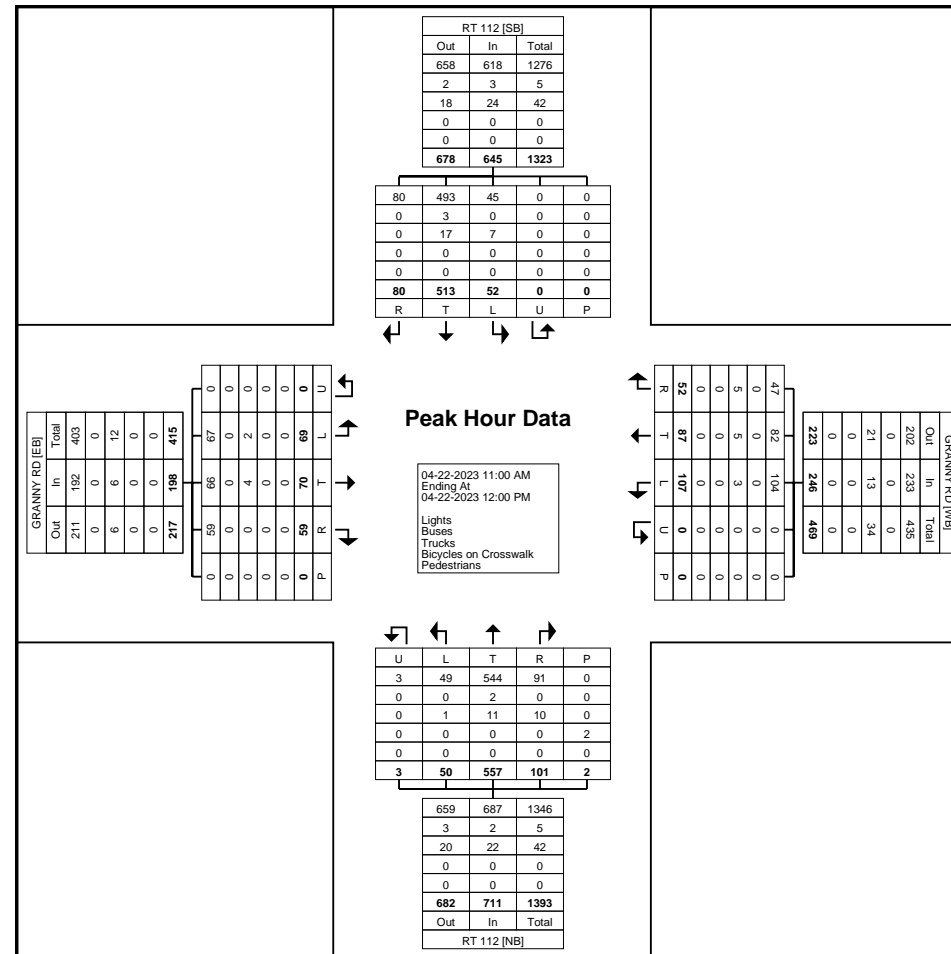 RT 112 [SB]
Out In Total
658 618 1276
2 3 5
18 24 42
0 0 0
0 0 0
678 645 1323
80 493 45 0 0
0 3 0 0 0
0 17 7 0 0
0 0 0 0 0
0 0 0 0 0
80 513 52 0 0
R T L U P
GRANNY RD [EB]
Out In Total
211 192 403
0 0 0
6 6 12
0 0 0
0 0 0
217 198 415
0 67 66 59 0
0 0 0 0 0
0 2 4 0 0
0 0 0 0 0
0 0 0 0 0
0 69 70 59 0
U L T R P
Peak Hour Data
04-22-2023 11:00 AM
Ending At
04-22-2023 12:00 PM
Lights
Buses
Trucks
Bicycles on Crosswalk
Pedestrians
GRANNY RD [WB]
Out In Total
202 233 435
0 0 0
21 13 34
0 0 0
0 0 0
223 246 469
47 82 104 0 0
0 0 0 0 0
5 5 3 0 0
0 0 0 0 0
0 0 0 0 0
52 87 107 0 0
R T L U P
U L T R P
3 49 544 91 0
0 0 2 0 0
0 1 11 10 0
0 0 0 0 2
0 0 0 0 0
3 50 557 101 2
659 687 1346
3 2 5
20 22 42
0 0 0
0 0 0
682 711 1393
Out In Total
RT 112 [NB]